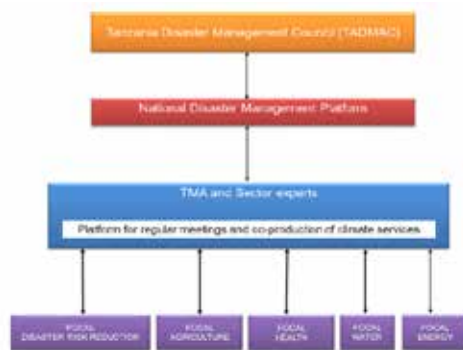 Tanzania Disaster Management Council (TADMAC)
National Disaster Management Platform
TMA and Sector experts
Platform for regular meetings and co-production of climate services
FOCAL
DISASTER RISK REDUCTION
FOCAL
AGRICULTURE
FOCAL
HEALTH
FOCAL
WATER
FOCAL
ENERGY